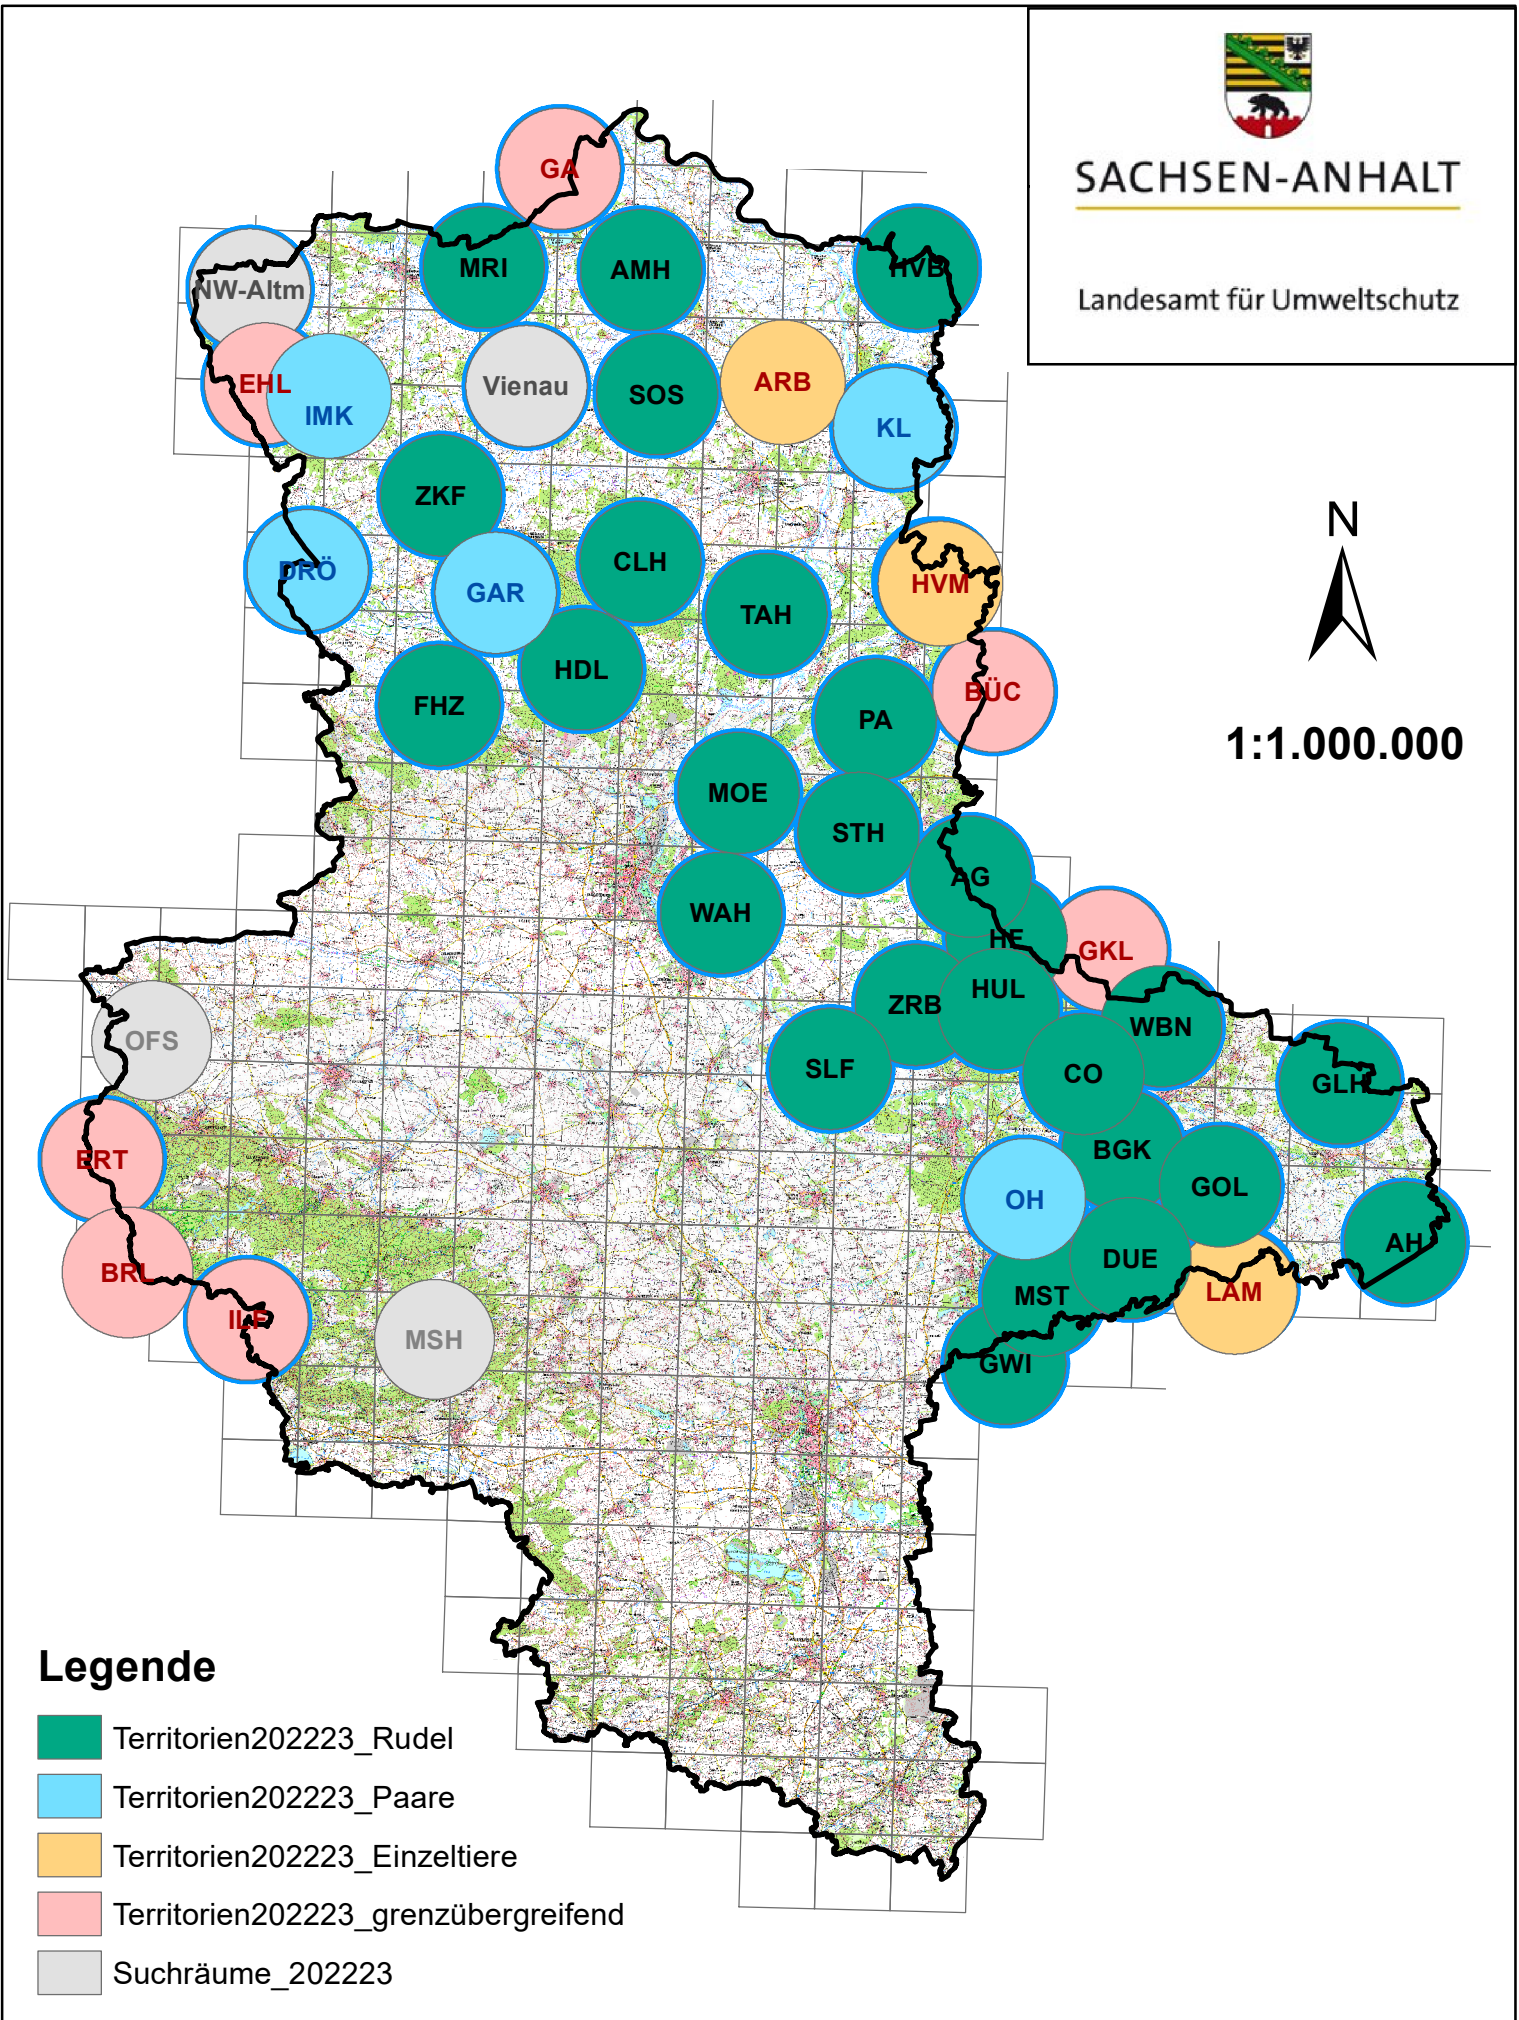 SACHSEN-ANHALT
Landesamt für Umweltschutz
N
1:1.000.000
GA
MRI
AMH
HVB
NW-Altm
EHL
IMK
Vienau
SOS
ARB
KL
ZKF
DRÖ
GAR
CLH
TAH
HVM
HDL
FHZ
PA
BÜC
MOE
STH
AG
WAH
HF
GKL
ZRB
HUL
WBN
OFS
SLF
CO
GLH
ERT
BGK
GOL
OH
BRL
DUE
AH
MST
LAM
ILF
MSH
GWI
Legende
Territorien202223_Rudel
Territorien202223_Paare
Territorien202223_Einzeltiere
Territorien202223_grenzübergreifend
Suchräume_202223